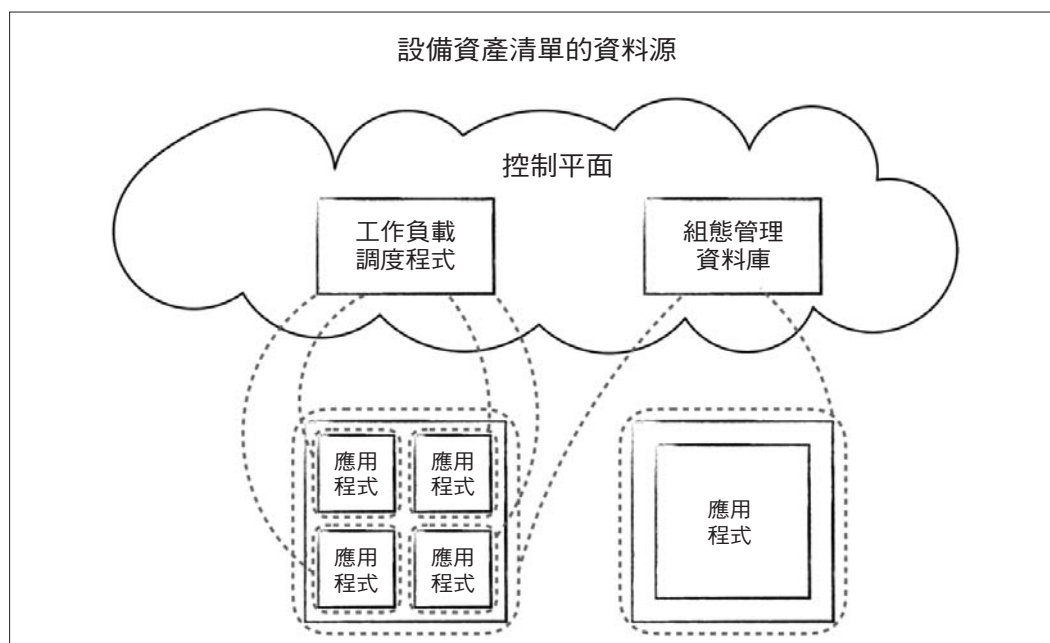 設備資產清單的資料源
控制平面
工作負載
調度程式
組態管理
資料庫
應用
程式
應用
程式
應用
程式
應用
程式
應用
程式